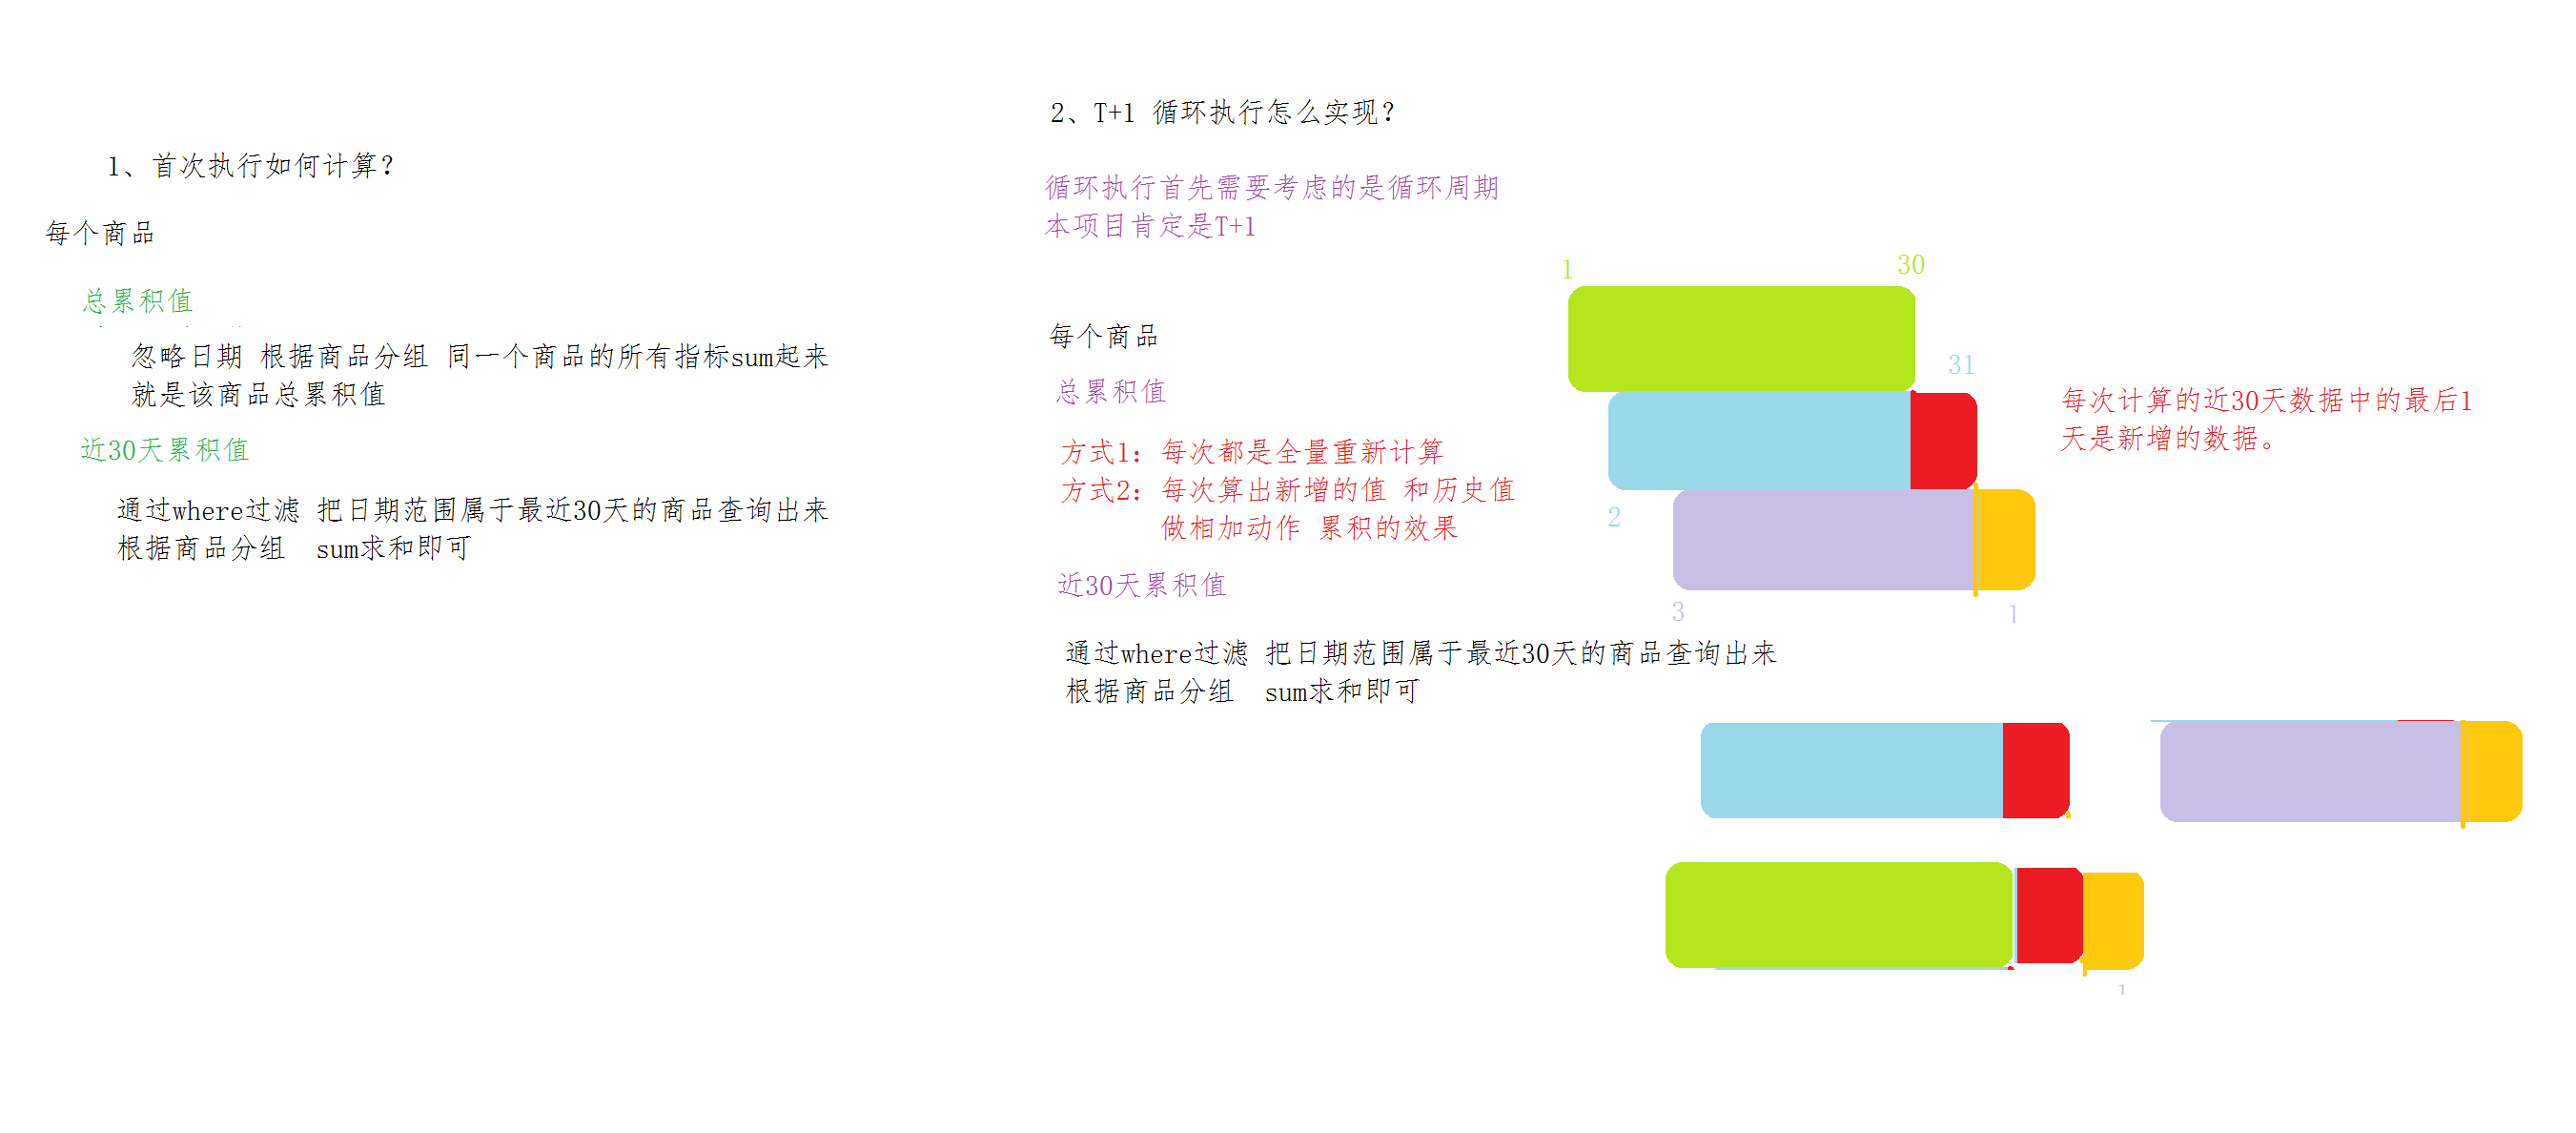 1、首次执行如何计算?
每个商品
总累积值
忽略日期 根据商品分组 同一个商品的所有指标sum起来
就是该商品总累积值
近30天累积值
通过where过滤 把日期范围属于最近30天的商品查询出来
根据商品分组 sum求和即可
2、T+1 循环执行怎么实现?
循环执行首先需要考虑的是循环周期
本项目肯定是T+1
每个商品
总累积值
方式1: 每次都是全量重新计算
方式2: 每次算出新增的值 和历史值
做相加动作 累积的效果
近30天累积值
通过where过滤 把日期范围属于最近30天的商品查询出来
根据商品分组 sum求和即可
1
30
31
2
3
1
每次计算的近30天数据中的最后1
天是新增的数据。
1